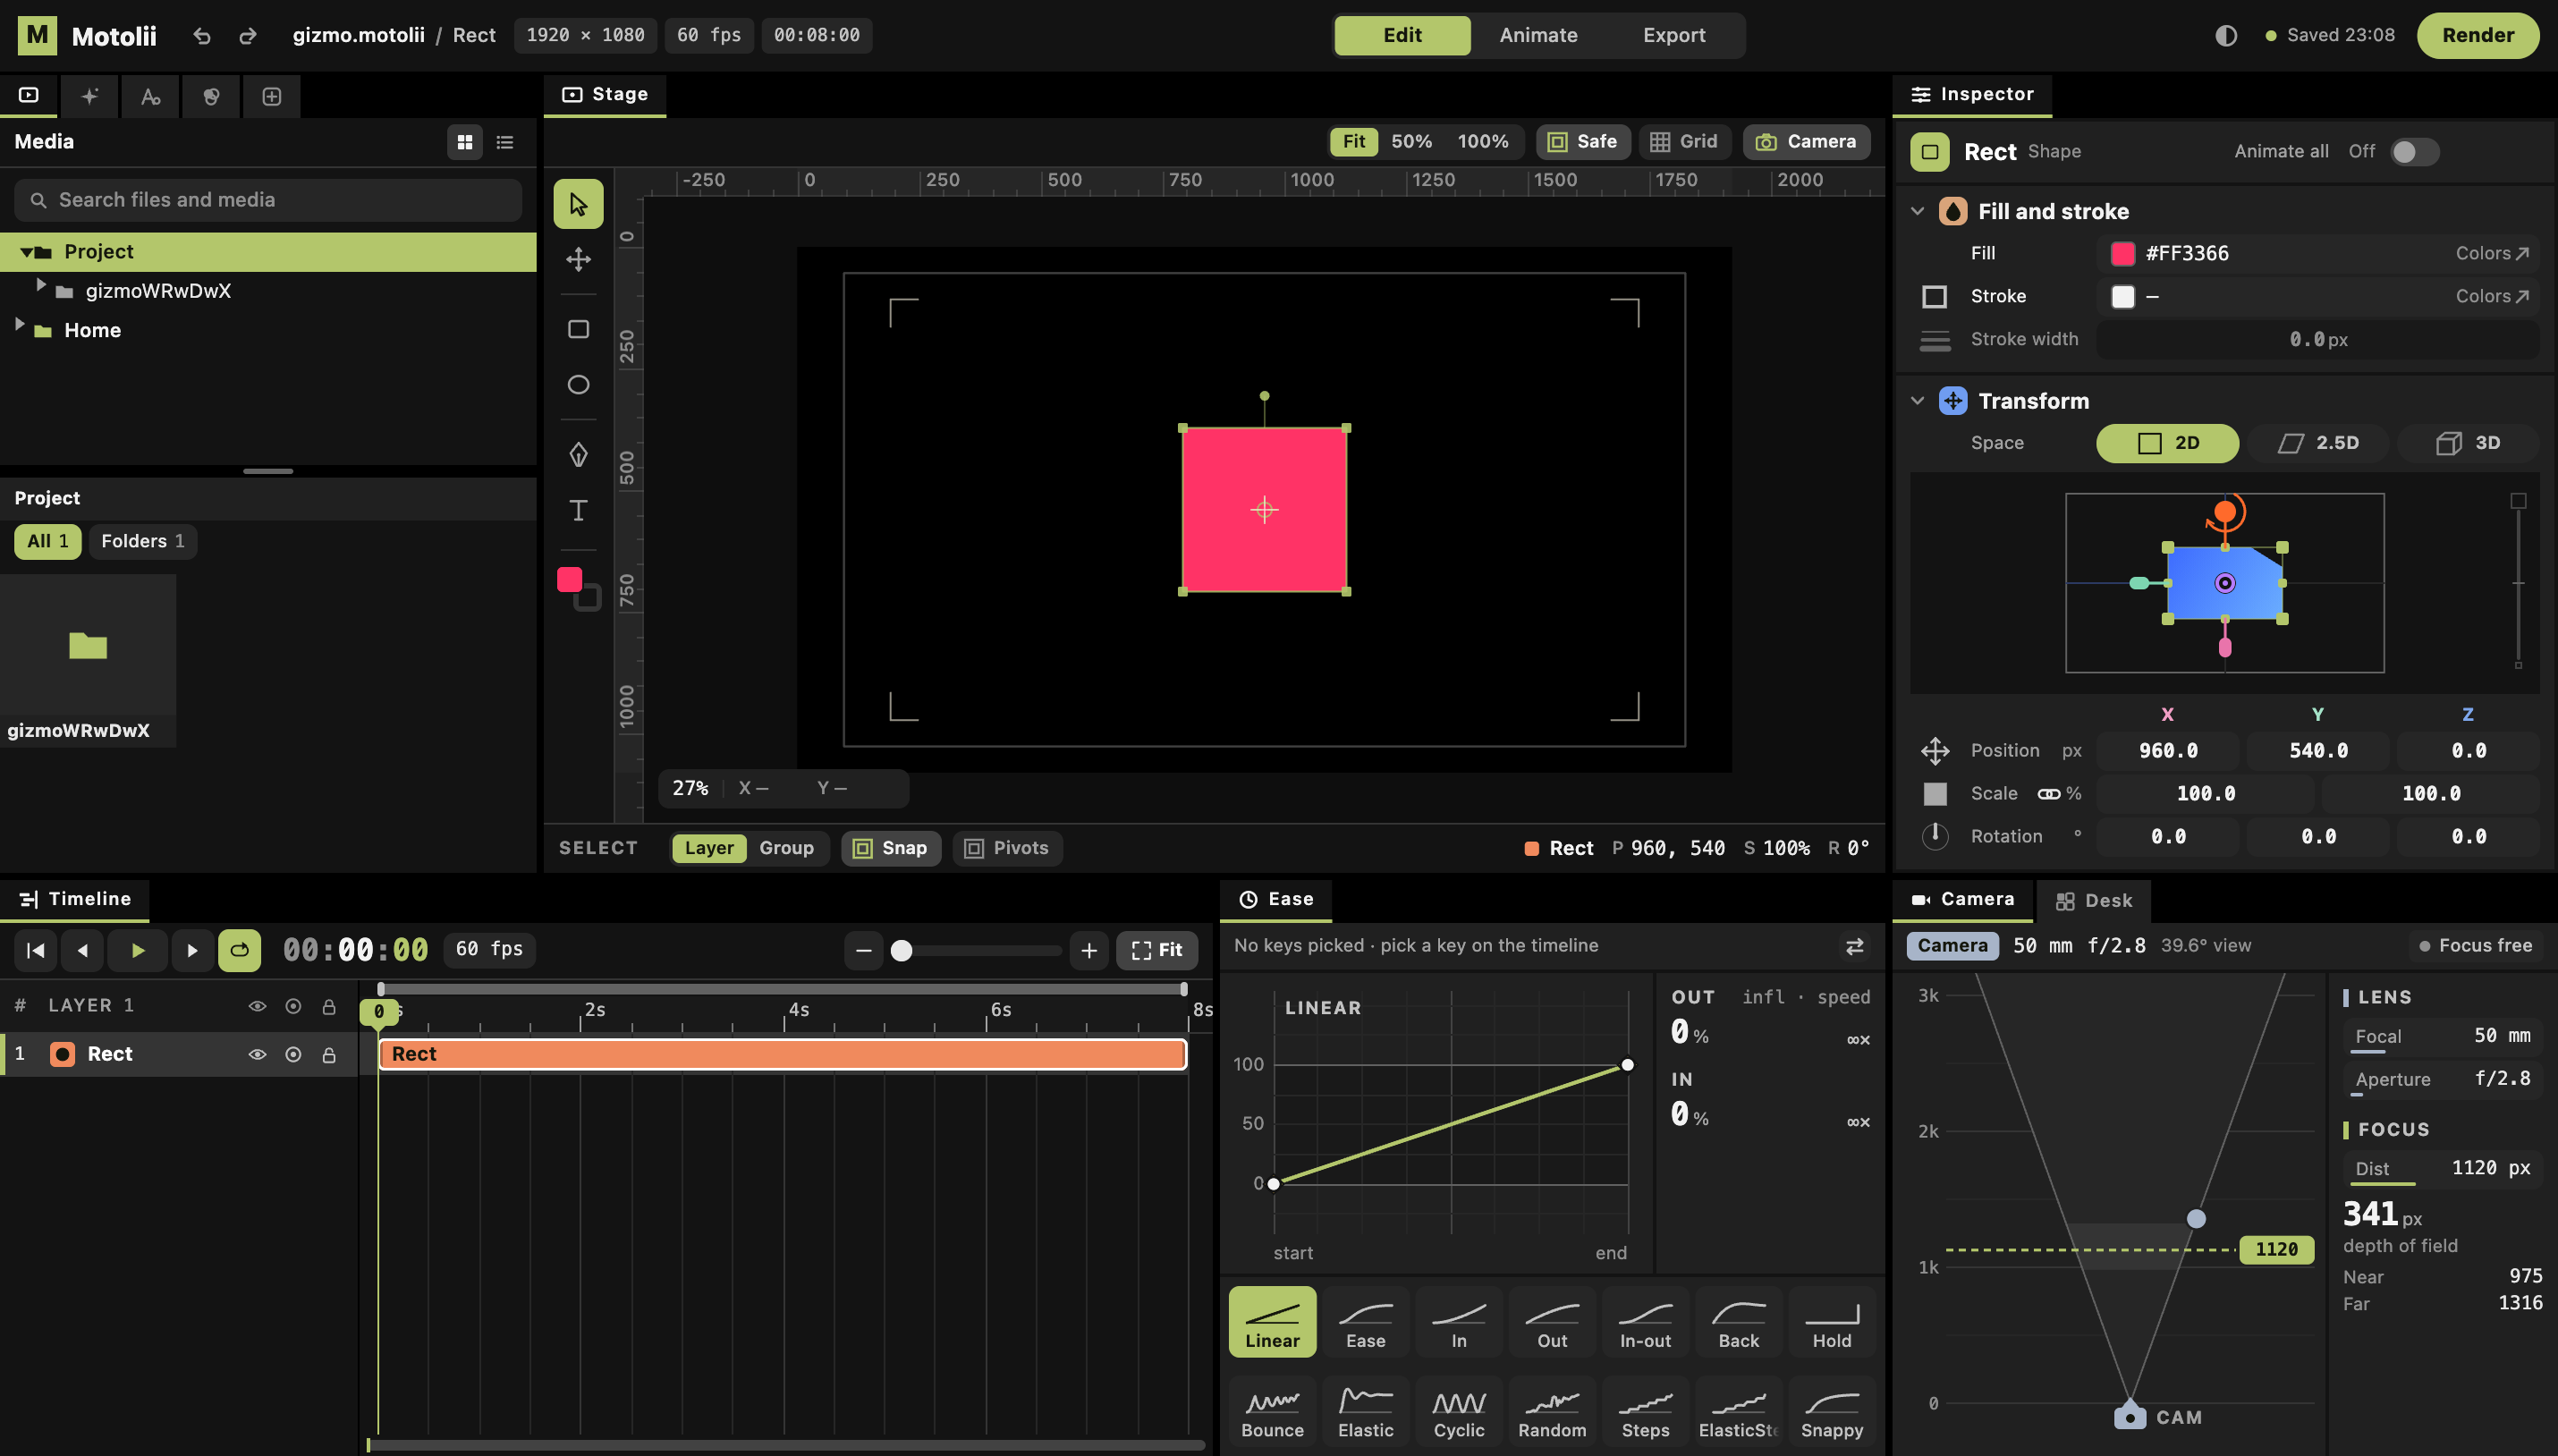 M Motolii gizmo.motolii / Rect 1920 × 1080 60 fps 00:08:00 Edit Animate Export Saved 23:08 Render
Media
Search files and media
Project
gizmoWRwDwX
Home
Project
All 1 Folders 1
gizmoWRwDwX
Stage
Fit 50% 100% Safe Grid Camera
-250 0 250 500 750 1000 1250 1500 1750 2000
0
250
500
750
1000
T
27% X — Y —
SELECT Layer Group Snap Pivots Rect P 960, 540 S 100% R 0°
Inspector
Rect Shape Animate all Off
Fill and stroke
Fill #FF3366 Colors
Stroke — Colors
Stroke width 0.0px
Transform
Space 2D 2.5D 3D
X Y Z
Position px 960.0 540.0 0.0
Scale % 100.0 100.0
Rotation ° 0.0 0.0 0.0
Timeline
00:00:00 60 fps Fit
# LAYER 1
0 2s 4s 6s 8s
1 Rect
Rect
Ease
No keys picked · pick a key on the timeline
LINEAR
100
50
0
start end
OUT infl · speed
0 % ∞×
IN
0 % ∞×
Linear Ease In Out In-out Back Hold
Bounce Elastic Cyclic Random Steps ElasticSt Snappy
Camera Desk
Camera 50 mm f/2.8 39.6° view Focus free
3k
2k
1k
0
1120
CAM
LENS
Focal 50 mm
Aperture f/2.8
FOCUS
Dist 1120 px
341 px
depth of field
Near 975
Far 1316